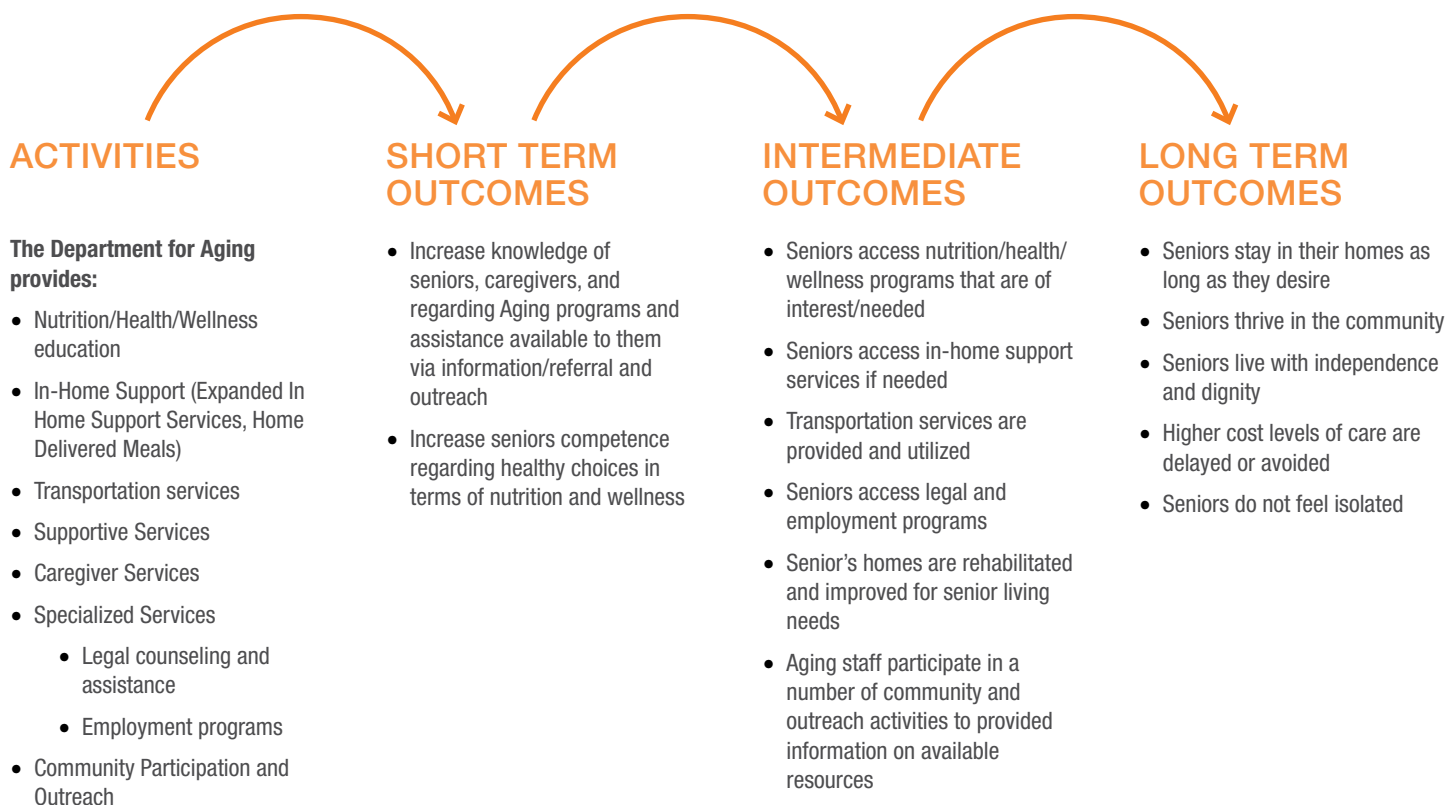 ACTIVITIES
The Department for Aging
provides:
• Nutrition/Health/Wellness
education
• In-Home Support (Expanded In
Home Support Services, Home
Delivered Meals)
• Transportation services
• Supportive Services
• Caregiver Services
• Specialized Services
• Legal counseling and
assistance
• Employment programs
• Community Participation and
Outreach
SHORT TERM
OUTCOMES
• Increase knowledge of
seniors, caregivers, and
regarding Aging programs and
assistance available to them
via information/referral and
outreach
• Increase seniors competence
regarding healthy choices in
terms of nutrition and wellness
INTERMEDIATE
OUTCOMES
• Seniors access nutrition/health/
wellness programs that are of
interest/needed
• Seniors access in-home support
services if needed
• Transportation services are
provided and utilized
• Seniors access legal and
employment programs
• Senior’s homes are rehabilitated
and improved for senior living
needs
• Aging staff participate in a
number of community and
outreach activities to provided
information on available
resources
LONG TERM
OUTCOMES
• Seniors stay in their homes as
long as they desire
• Seniors thrive in the community
• Seniors live with independence
and dignity
• Higher cost levels of care are
delayed or avoided
• Seniors do not feel isolated